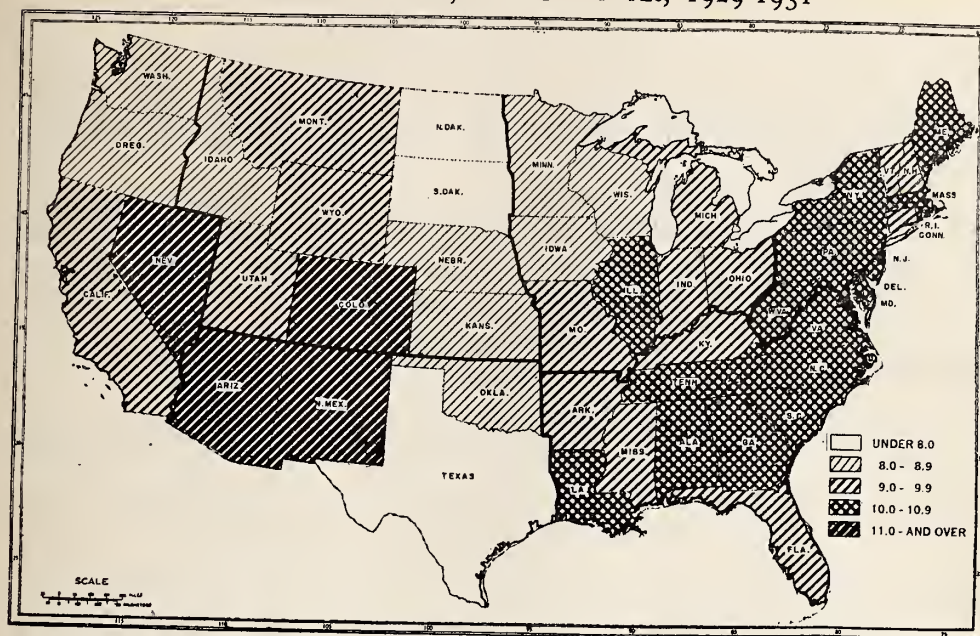 1929-1931
WASH.
OREG.
IDAHO
MONT.
WYO.
NEV.
UTAH
COLO.
CALIF.
ARIZ.
N.MEX.
N.DAK.
S.DAK.
NEBR.
KANS.
OKLA.
TEXAS
MINN.
WIS.
IOWA
MO.
ARK.
LA.
ILL.
IND.
MICH
OHIO
KY.
TENN.
MISS.
ALA
GA.
FLA.
S.C.
N.C.
VA.
W.VA.
PA.
N.Y.
VT.
N.H.
ME.
MASS
R.I.
CONN.
N.J.
DEL.
MD.
UNDER 8.0
8.0 - 8.9
9.0 - 9.9
10.0 - 10.9
11.0 - AND OVER
SCALE